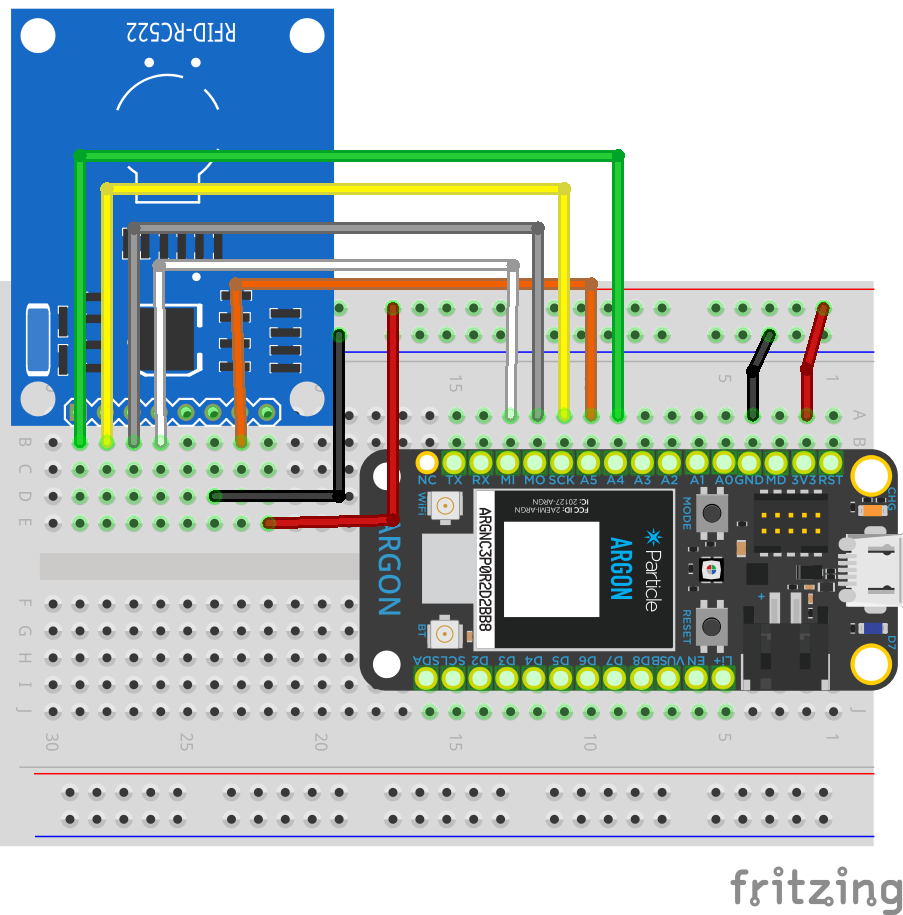 RFID-RC522
15
5
1
A
B
B
C
D
E
F
G
H
I
J
J
NC TX RX MI MO SCK A5 A4 A3 A2 A1 A0 GND MD 3V3 RST
WIFI
BT
ARGON
ARGNC3P0R2D2BB8
FCC ID: 2AEMI-ARGN
IC: 20127-ARGN
ARGON
Particle
MODE
RESET
CHG
D7
+
SDA SCL D2 D3 D4 D5 D6 D7 D8 USB VU EN Li+
30
25
20
15
10
5
1
fritzing